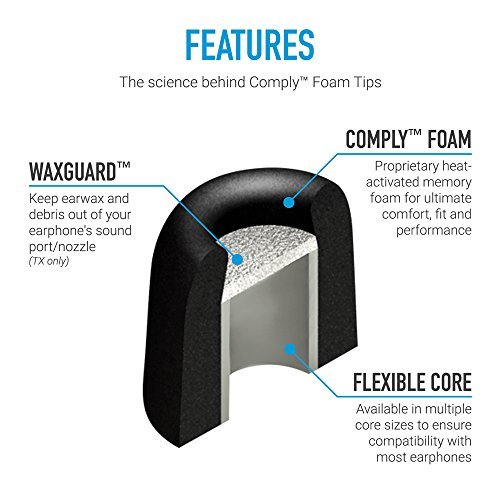 FEATURES
The science behind Comply™ Foam Tips
WAXGUARD™
Keep earwax and
debris out of your
earphone's sound
port/nozzle
(TX only)
COMPLY™ FOAM
Proprietary heat-
activated memory
foam for ultimate
comfort, fit and
performance
FLEXIBLE CORE
Available in multiple
core sizes to ensure
compatibility with
most earphones